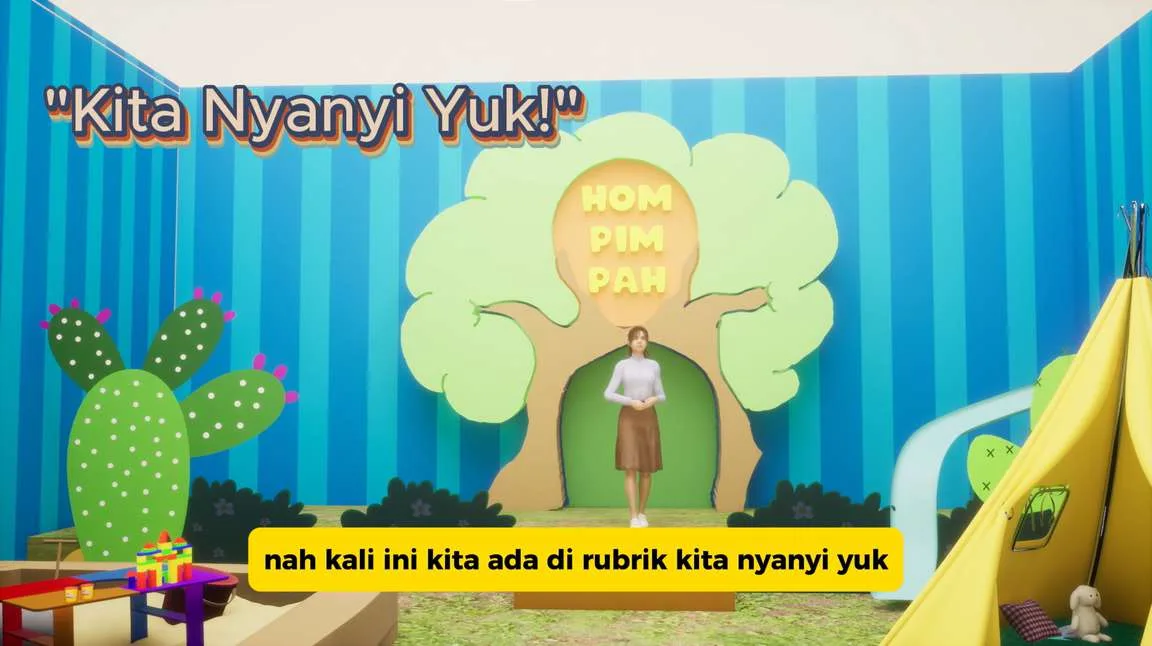 "Kita Nyanyi Yuk!"
HOM
PIM
PAH
nah kali ini kita ada di rubrik kita nyanyi yuk